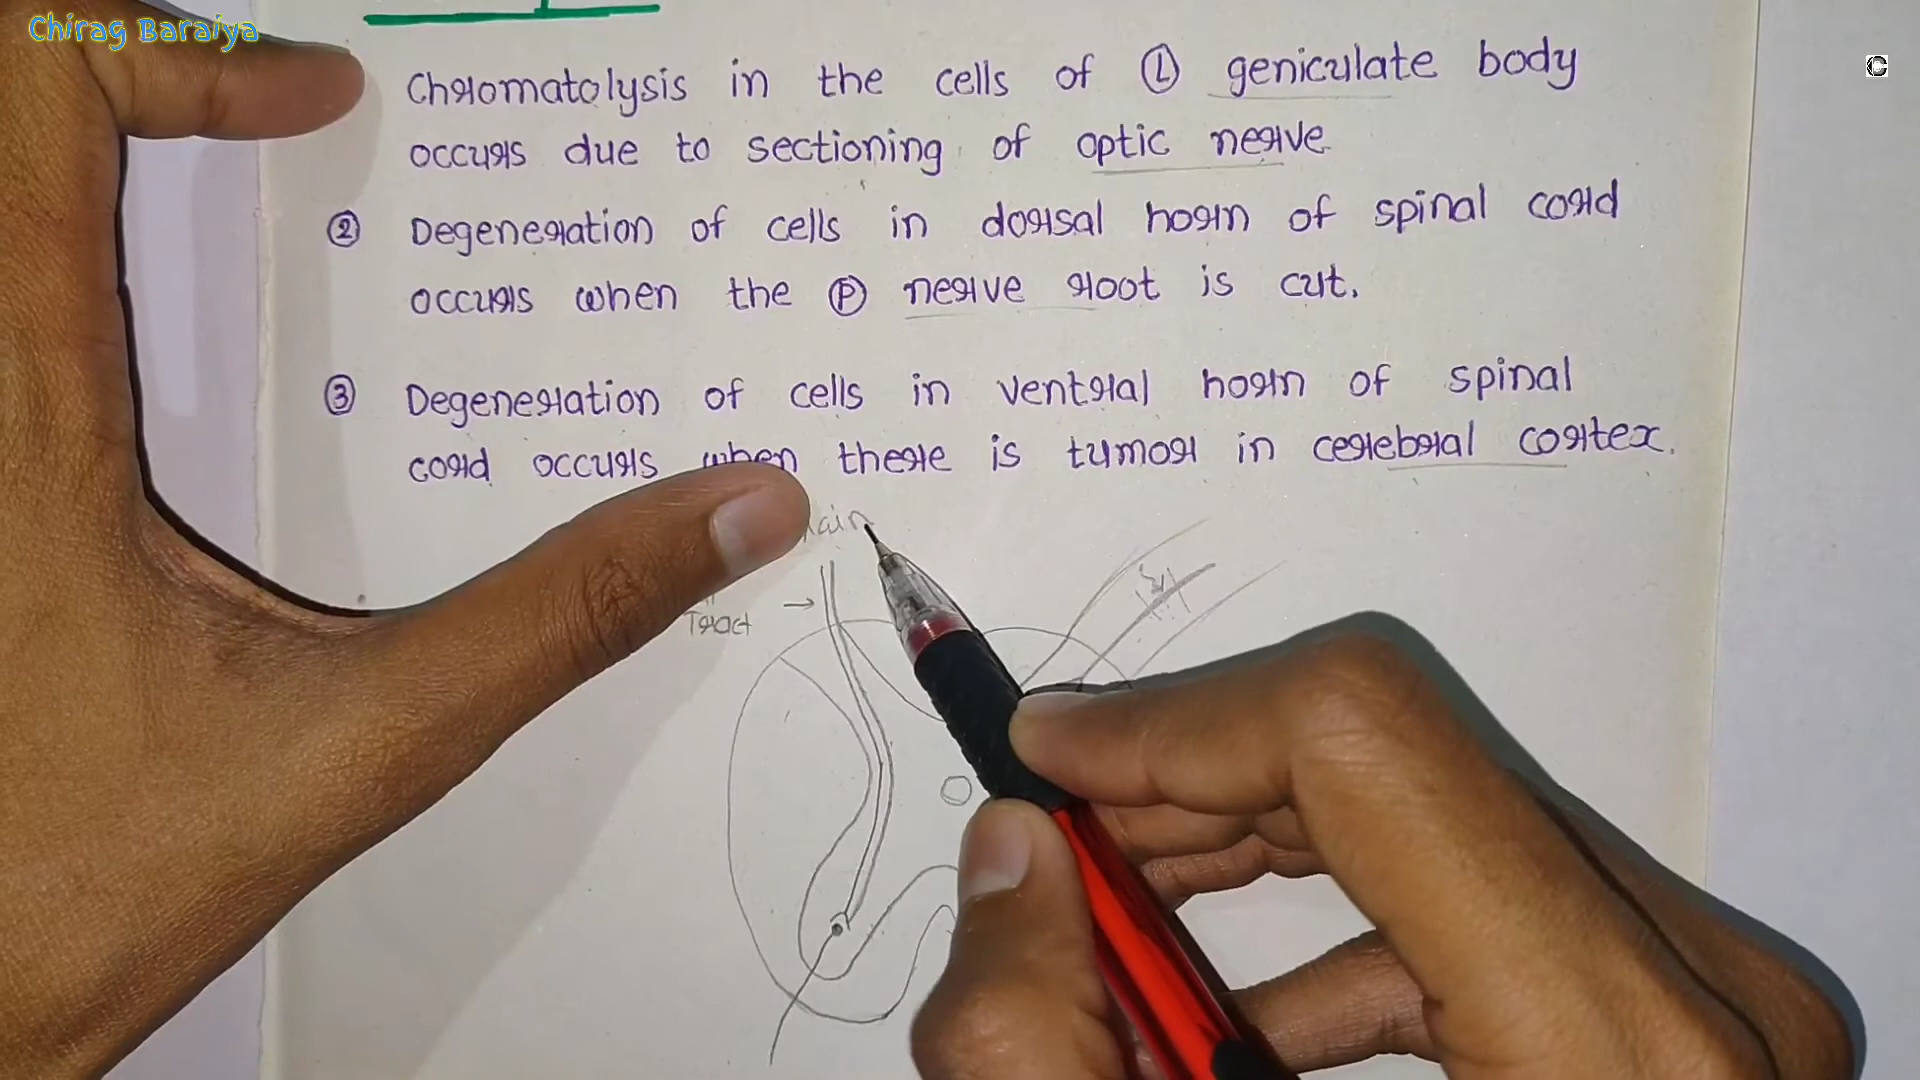 Chirag Baraiya
Chromatolysis in the cells of Ⓛ geniculate body
occurs due to sectioning of optic nerve
② Degeneration of cells in dorsal horn of spinal cord
occurs when the Ⓟ nerve root is cut.
③ Degeneration of cells in ventral horn of spinal
cord occurs when there is tumor in cerebral cortex.
Tract